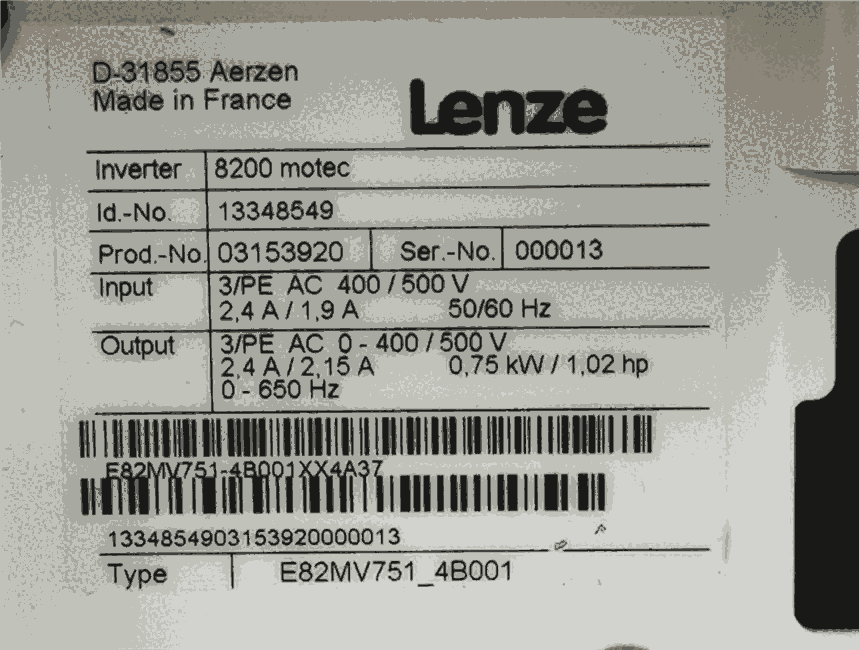 D-31855 Aerzen
Made in France
Lenze
Inverter 8200 motec
Id.-No. 13348549
Prod.-No. 03153920 Ser.-No. 000013
Input 3/PE AC 400 / 500 V
2,4 A / 1,9 A 50/60 Hz
Output 3/PE AC 0 - 400 / 500 V
2,4 A / 2,15 A 0,75 kW / 1,02 hp
0 - 650 Hz
E82MV751-4B001XX4A37
1334854903153920000013
Type E82MV751_4B001